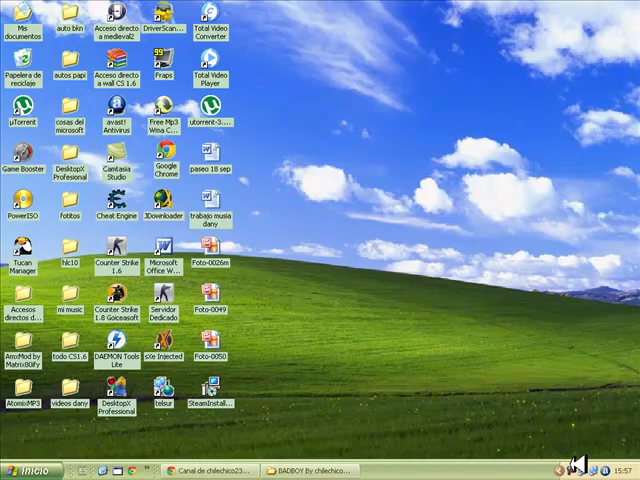 Mis
documentos
auto bkn
Acceso directo
a medieval2
DriverScan...
Total Video
Converter
Papelera de
reciclaje
autos papi
Acceso directo
a wall CS 1.6
99
Fraps
Total Video
Player
µTorrent
cosas del
microsoft
avast!
Antivirus
Free Mp3
Wma C...
utorrent-3....
Game Booster
DesktopX
Profesional
Camtasia
Studio
Google
Chrome
paseo 18 sep
PowerISO
fotitos
Cheat Engine
JDownloader
trabajo musia
dany
Tucan
Manager
hlc10
Counter Strike
1.6
Microsoft
Office W...
Foto-0026m
Accesos
directos d...
mi music
Counter Strike
1.8 Goiceasoft
Servidor
Dedicado
Foto-0049
AmxMod by
Matrix80ify
todo CS1.6
DAEMON Tools
Lite
sXe Injected
Foto-0050
AtomixMP3
videos dany
DesktopX
Professional
telsur
SteamInstall...
Inicio
ES
Canal de chilechico23...
BADBOY By chilechico...
15:57